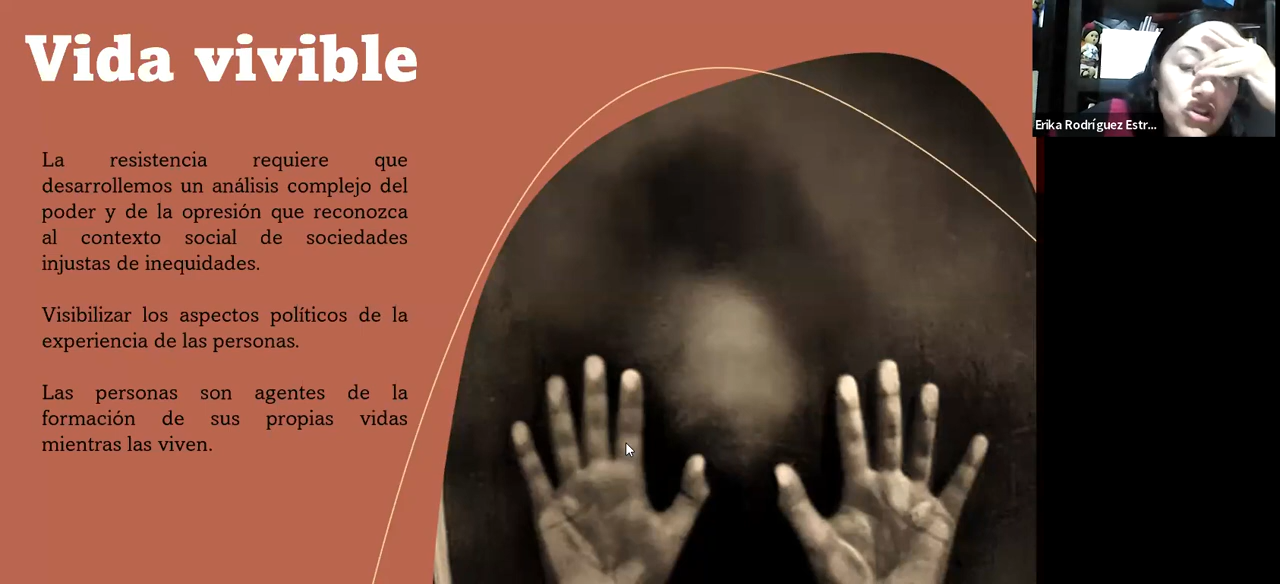 Vida vivible
La resistencia requiere que
desarrollemos un análisis complejo del
poder y de la opresión que reconozca
al contexto social de sociedades
injustas de inequidades.
Visibilizar los aspectos políticos de la
experiencia de las personas.
Las personas son agentes de la
formación de sus propias vidas
mientras las viven.
Erika Rodríguez Estr...